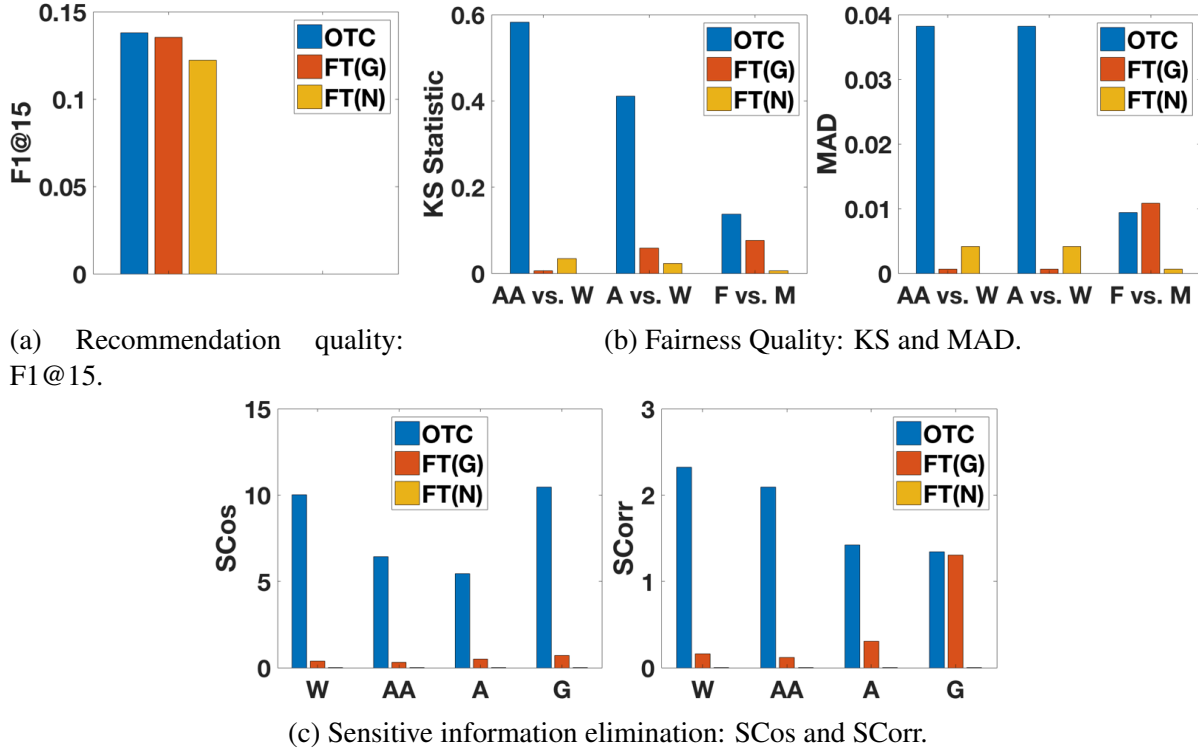 0.15
0.1
0.05
0
F1@15
OTC
FT(G)
FT(N)
0.6
0.4
0.2
0
KS Statistic
OTC
FT(G)
FT(N)
AA vs. W A vs. W F vs. M
0.04
0.03
0.02
0.01
0
MAD
OTC
FT(G)
FT(N)
AA vs. W A vs. W F vs. M
(a) Recommendation quality:
F1@15.
(b) Fairness Quality: KS and MAD.
15
10
5
0
SCos
OTC
FT(G)
FT(N)
W AA A G
3
2
1
0
SCorr
OTC
FT(G)
FT(N)
W AA A G
(c) Sensitive information elimination: SCos and SCorr.